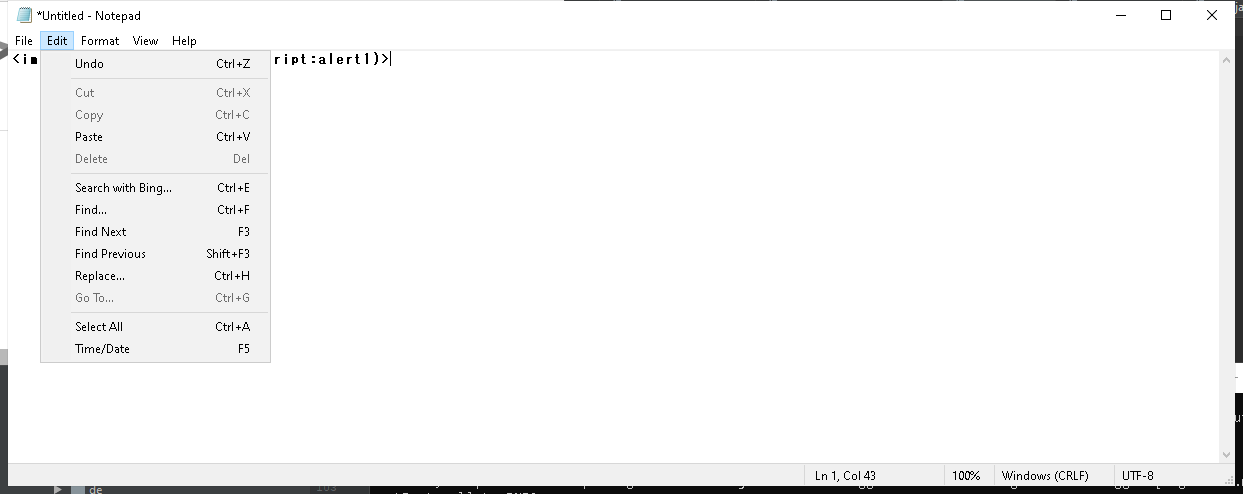 *Untitled - Notepad
File Edit Format View Help
<im ript:alert1)>
Undo Ctrl+Z
Cut Ctrl+X
Copy Ctrl+C
Paste Ctrl+V
Delete Del
Search with Bing... Ctrl+E
Find... Ctrl+F
Find Next F3
Find Previous Shift+F3
Replace... Ctrl+H
Go To... Ctrl+G
Select All Ctrl+A
Time/Date F5
Ln 1, Col 43 100% Windows (CRLF) UTF-8
de